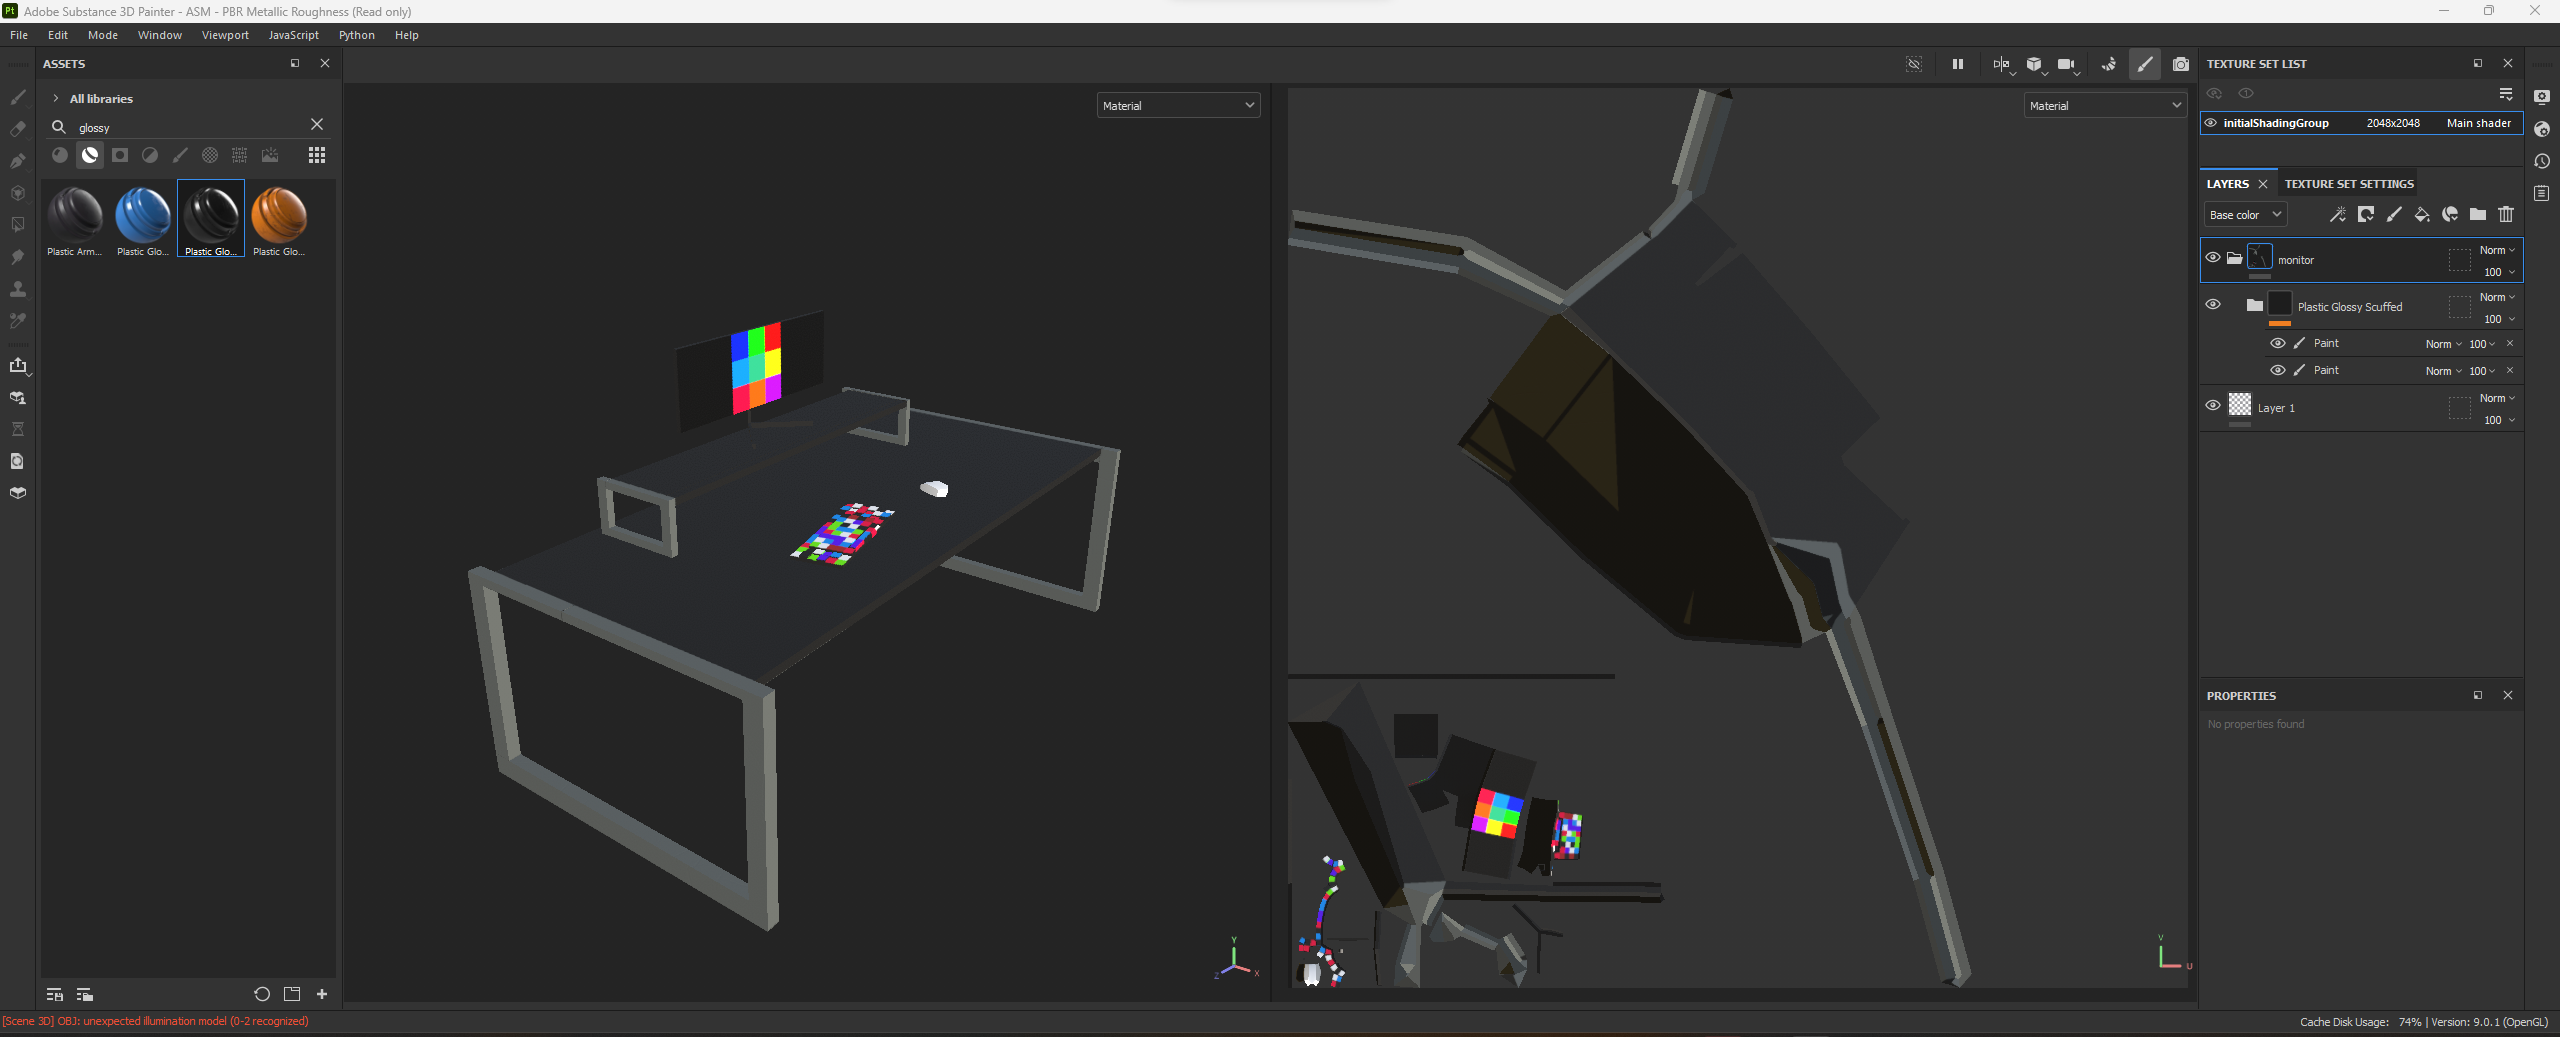 Pt Adobe Substance 3D Painter - ASM - PBR Metallic Roughness (Read only)
File Edit Mode Window Viewport JavaScript Python Help
ASSETS
All libraries
glossy
Plastic Arm... Plastic Glo... Plastic Glo... Plastic Glo...
Material
Y
Z X
Material
V
U
TEXTURE SET LIST
initialShadingGroup 2048x2048 Main shader
LAYERS TEXTURE SET SETTINGS
Base color
monitor Norm
100
Plastic Glossy Scuffed Norm
100
Paint Norm 100
Paint Norm 100
Layer 1 Norm
100
PROPERTIES
No properties found
[Scene 3D] OBJ: unexpected illumination model (0-2 recognized)
Cache Disk Usage: 74% | Version: 9.0.1 (OpenGL)